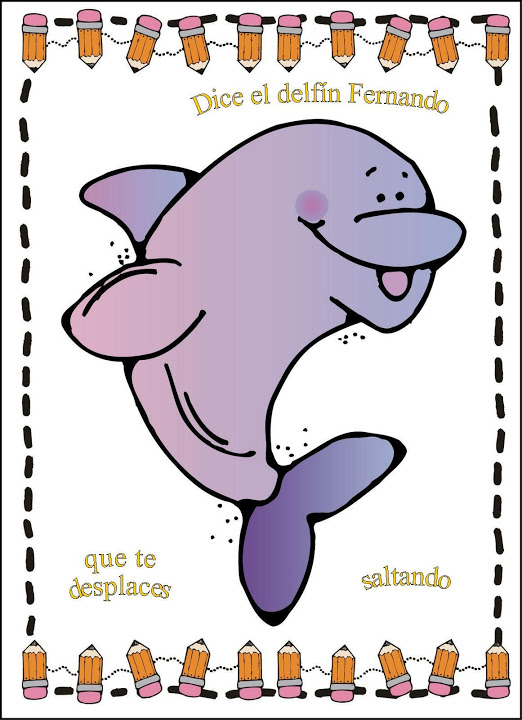 Dice el delfín Fernando
que te
desplaces
saltando